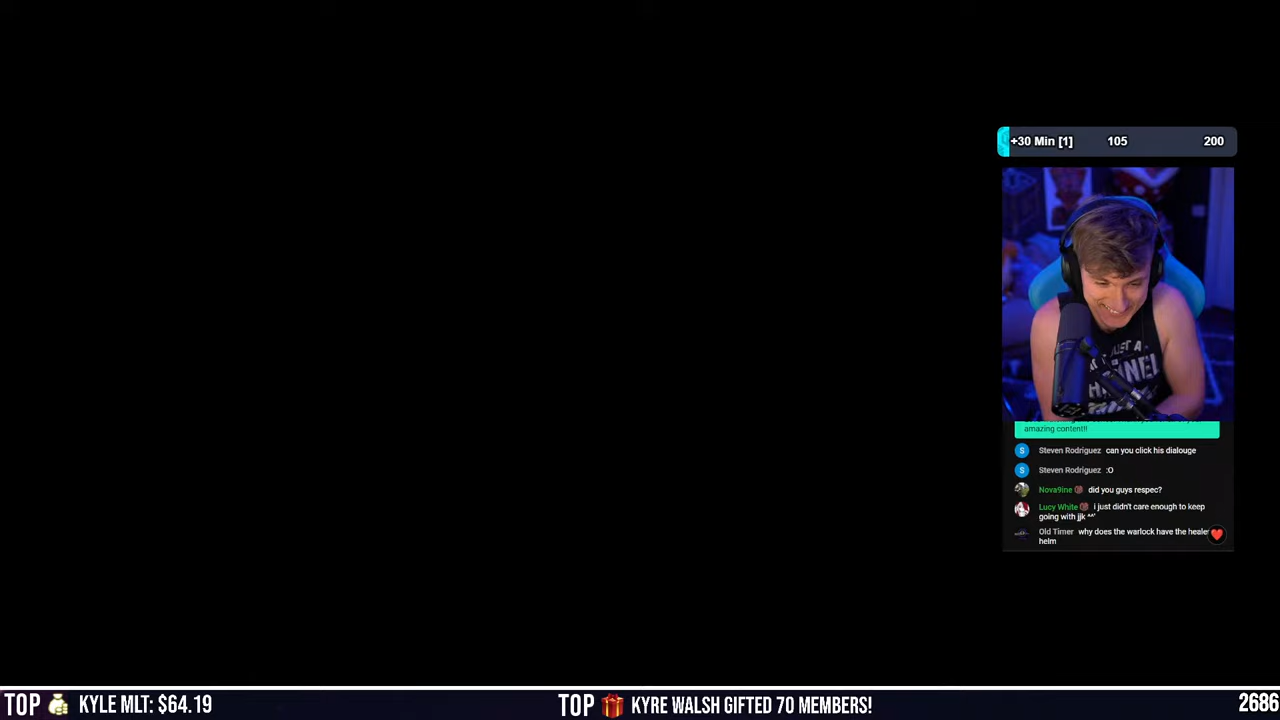 +30 Min [1] 105 200
amazing content!!
Steven Rodriguez can you click his dialouge
Steven Rodriguez :O
Nova9ine did you guys respec?
Lucy White i just didn't care enough to keep
going with jjk ^^'
Old Timer why does the warlock have the heale
helm
TOP KYLE MLT: $64.19
TOP KYRE WALSH GIFTED 70 MEMBERS!
2686